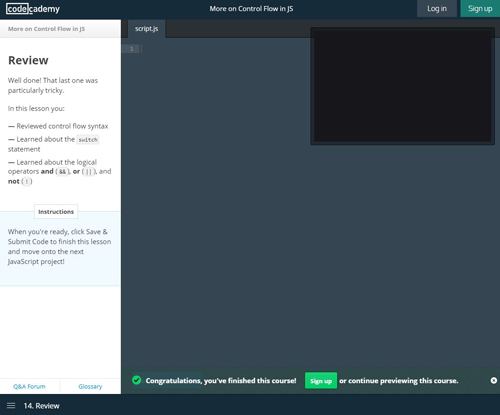 codecademy
More on Control Flow in JS
Log in
Sign up
More on Control Flow in JS
script.js
1
Review
Well done! That last one was
particularly tricky.
In this lesson you:
— Reviewed control flow syntax
— Learned about the switch
statement
— Learned about the logical
operators and ( && ), or ( || ), and
not ( ! )
Instructions
When you're ready, click Save &
Submit Code to finish this lesson
and move onto the next
JavaScript project!
Congratulations, you've finished this course! Sign up or continue previewing this course.
Q&A Forum
Glossary
14. Review